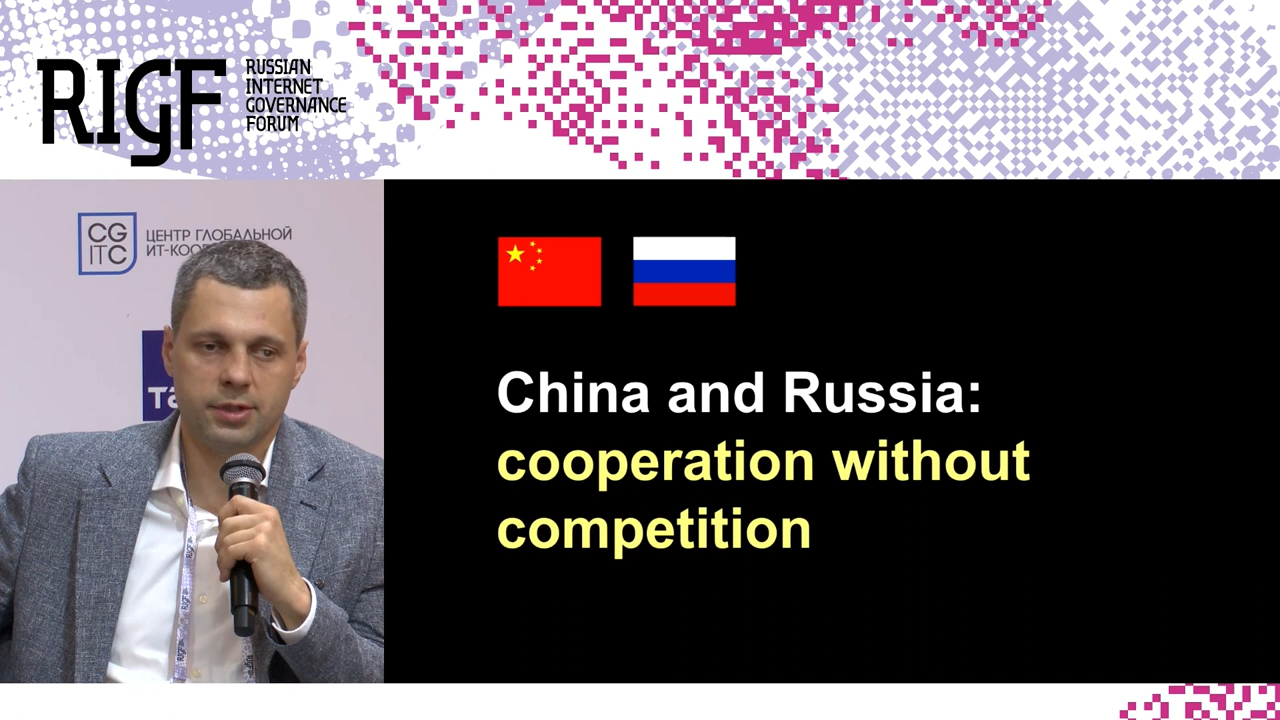 RIGF
RUSSIAN
INTERNET
GOVERNANCE
FORUM
CG
ITC
ЦЕНТР ГЛОБАЛЬНОЙ
China and Russia:
cooperation without
competition